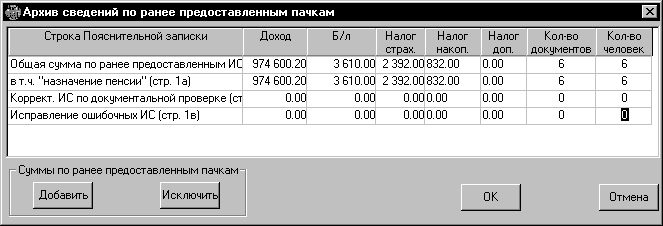 Архив сведений по ранее предоставленным пачкам
Строка Пояснительной записки Доход Б/л Налог страх. Налог накоп. Налог доп. Кол-во документов Кол-во человек
Общая сумма по ранее предоставленным ИС 974 600.20 3 610.00 2 392.00 832.00 0.00 6 6
в т.ч. "назначение пенсии" (стр. 1а) 974 600.20 3 610.00 2 392.00 832.00 0.00 6 6
Коррект. ИС по документальной проверке (ст 0.00 0.00 0.00 0.00 0.00 0 0
Исправление ошибочных ИС (стр. 1в) 0.00 0.00 0.00 0.00 0.00 0 0
Суммы по ранее предоставленным пачкам
Добавить Исключить OK Отмена